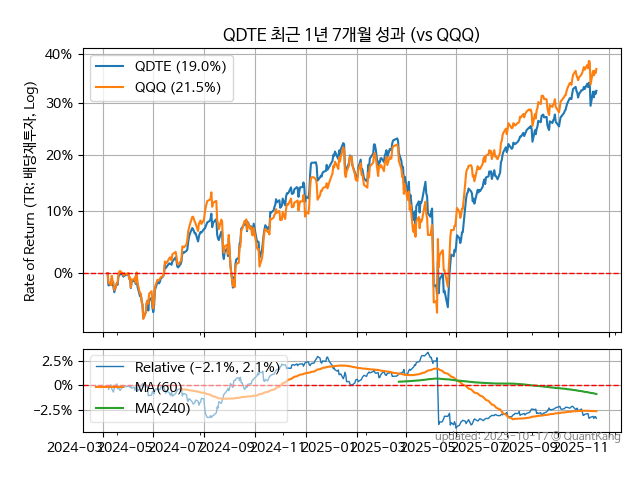 QDTE 최근 1년 7개월 성과 (vs QQQ)
40%
30%
20%
10%
0%
Rate of Return (TR: 배당재투자, Log)
QDTE (19.0%)
QQQ (21.5%)
2.5%
0%
−2.5%
Relative (−2.1%, 2.1%)
MA(60)
MA(240)
2024−03
2024−05
2024−07
2024−09
2024−11
2025−01
2025−03
2025−05
2025−07
2025−09
2025−11
updated: 2025−10−17 © QuantKang